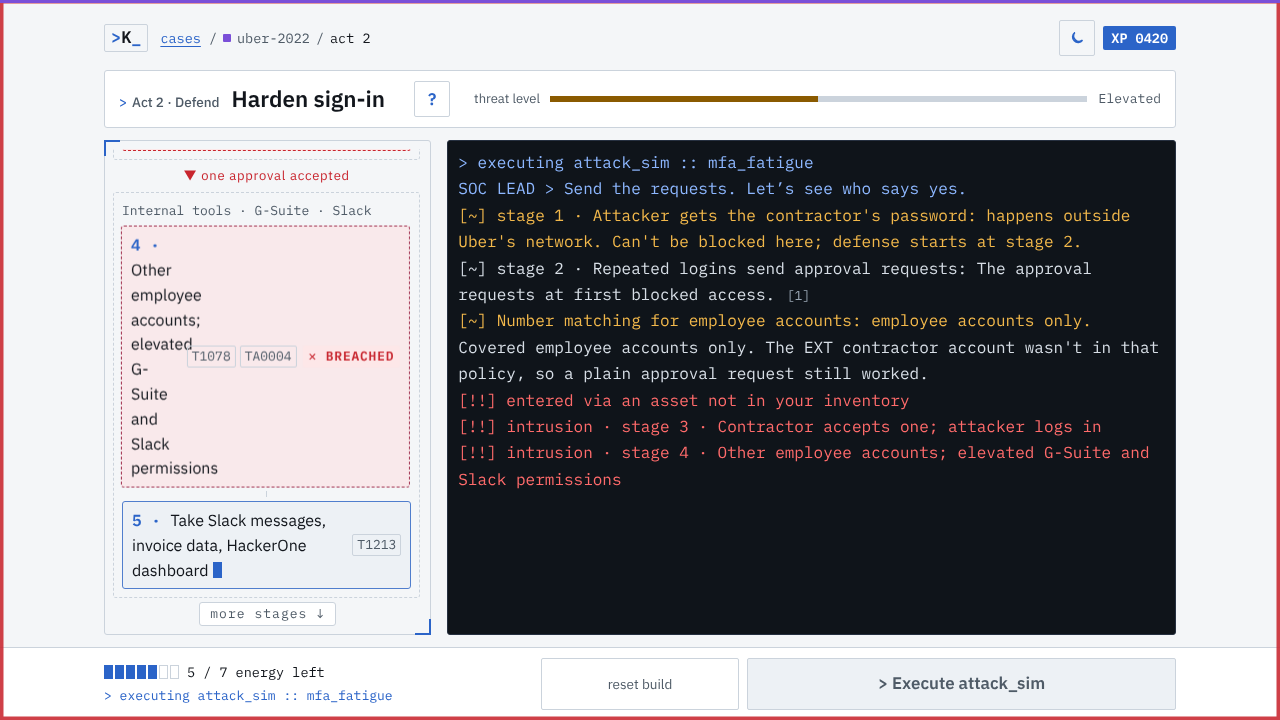 >K_ cases / uber-2022 / act 2
XP 0420
> Act 2 · Defend Harden sign-in ? threat level Elevated
▼ one approval accepted
Internal tools · G-Suite · Slack
4 ·
Other
employee
accounts;
elevated
G-
Suite
and
Slack
permissions
T1078 TA0004 × BREACHED
5 · Take Slack messages,
invoice data, HackerOne
dashboard
T1213
more stages ↓
> executing attack_sim :: mfa_fatigue
SOC LEAD > Send the requests. Let’s see who says yes.
[~] stage 1 · Attacker gets the contractor's password: happens outside
Uber's network. Can't be blocked here; defense starts at stage 2.
[~] stage 2 · Repeated logins send approval requests: The approval
requests at first blocked access. [1]
[~] Number matching for employee accounts: employee accounts only.
Covered employee accounts only. The EXT contractor account wasn't in that
policy, so a plain approval request still worked.
[!!] entered via an asset not in your inventory
[!!] intrusion · stage 3 · Contractor accepts one; attacker logs in
[!!] intrusion · stage 4 · Other employee accounts; elevated G-Suite and
Slack permissions
5 / 7 energy left
> executing attack_sim :: mfa_fatigue
reset build
> Execute attack_sim